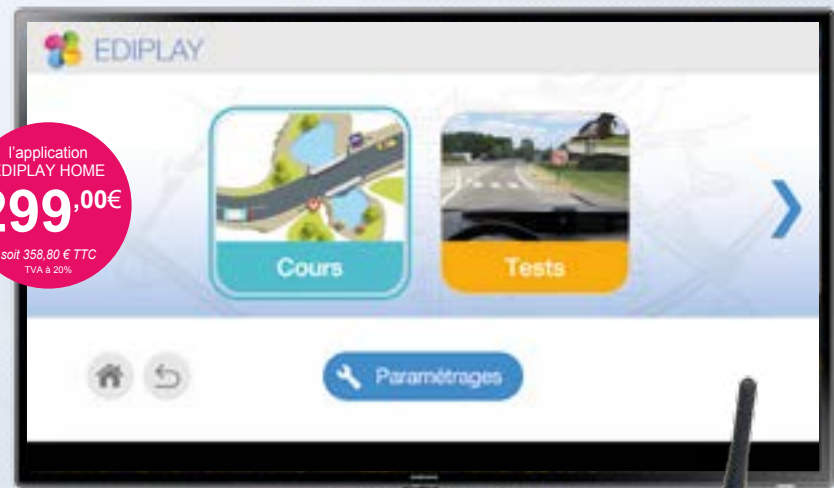 EDIPLAY
l'application
EDIPLAY HOME
299,00€
soit 358,80 € TTC
TVA à 20%
Cours
Tests
Paramétrages